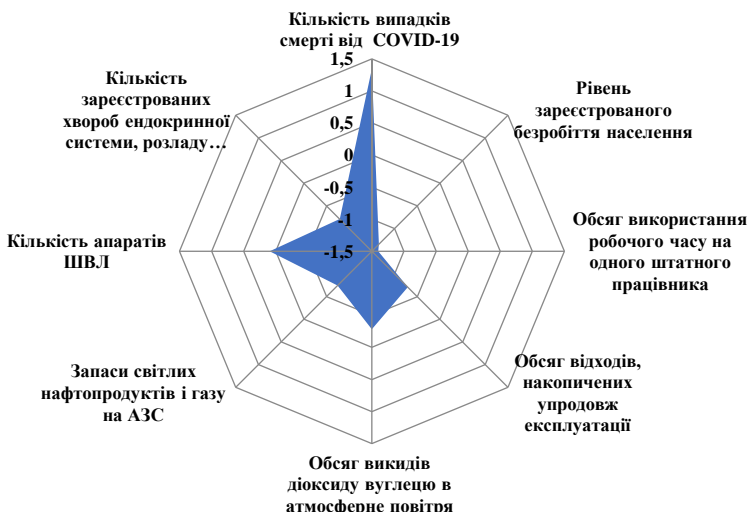 Кількість випадків
смерті від COVID-19
1,5
1
0,5
0
-0,5
-1
-1,5
Рівень
зареєстрованого
безробіття населення
Обсяг використання
робочого часу на
одного штатного
працівника
Обсяг відходів,
накопичених
упродовж
експлуатації
Обсяг викидів
діоксиду вуглецю в
атмосферне повітря
Запаси світлих
нафтопродуктів і газу
на АЗС
Кількість апаратів
ШВЛ
Кількість
зареєстрованих
хвороб ендокринної
системи, розладу…